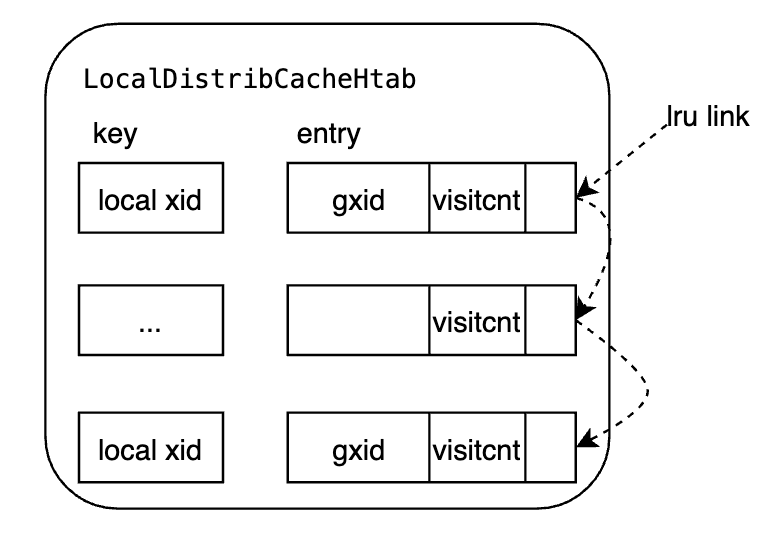 LocalDistribCacheHtab
lru link
key entry
local xid gxid visitcnt
... visitcnt
local xid gxid visitcnt